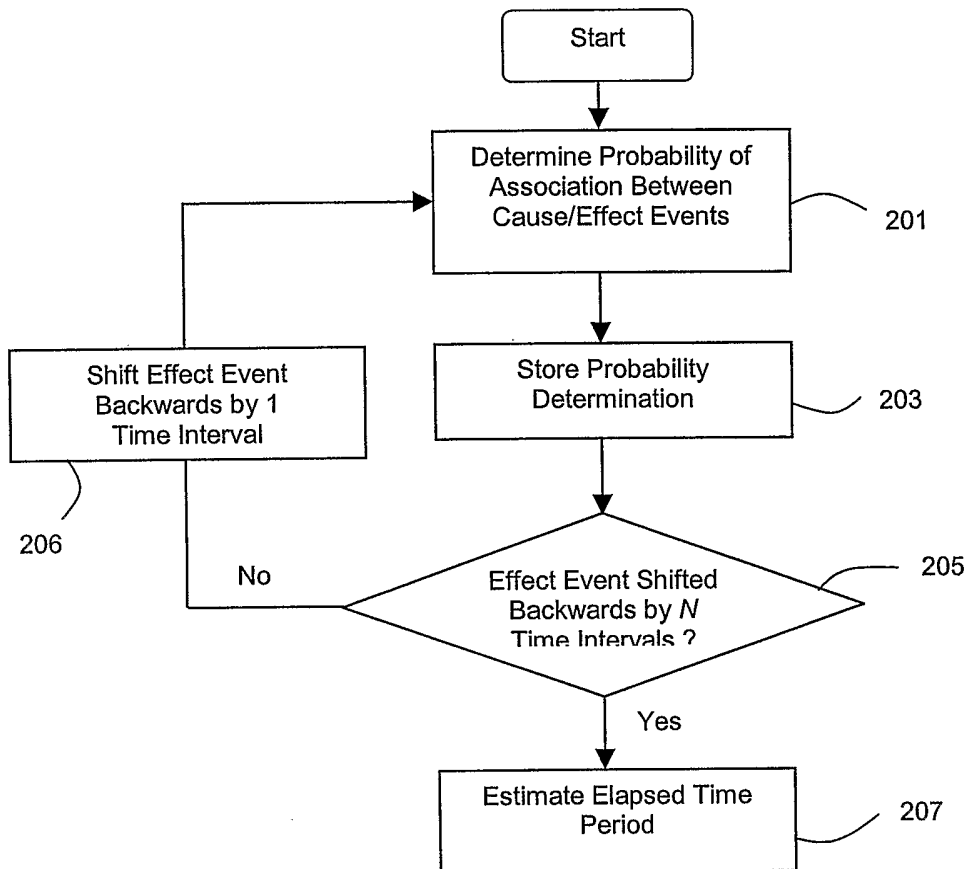 Start
Determine Probability of
Association Between
Cause/Effect Events
201
Shift Effect Event
Backwards by 1
Time Interval
Store Probability
Determination
203
206
No
Effect Event Shifted
Backwards by N
Time Intervals ?
205
Yes
Estimate Elapsed Time
Period
207